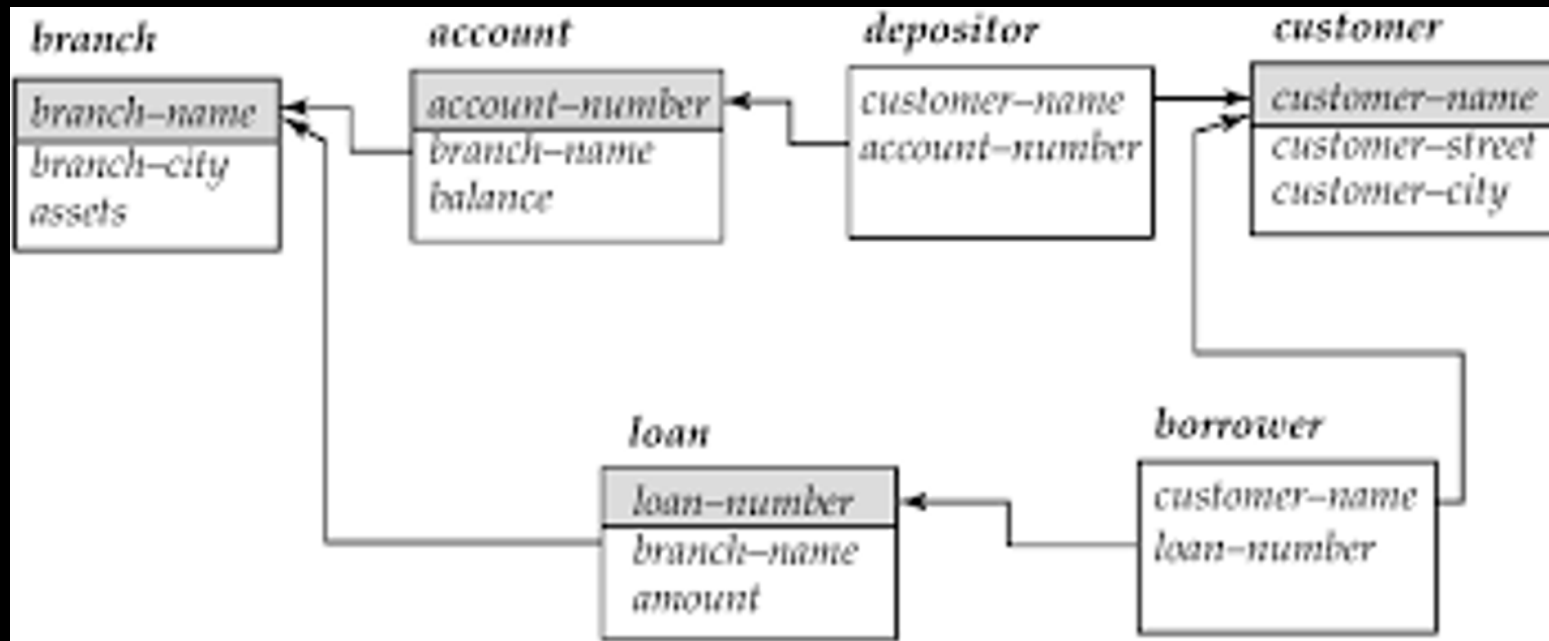 branch
branch–name
branch–city
assets
account
account–number
branch–name
balance
depositor
customer–name
account–number
customer
customer–name
customer–street
customer–city
loan
loan–number
branch–name
amount
borrower
customer–name
loan–number